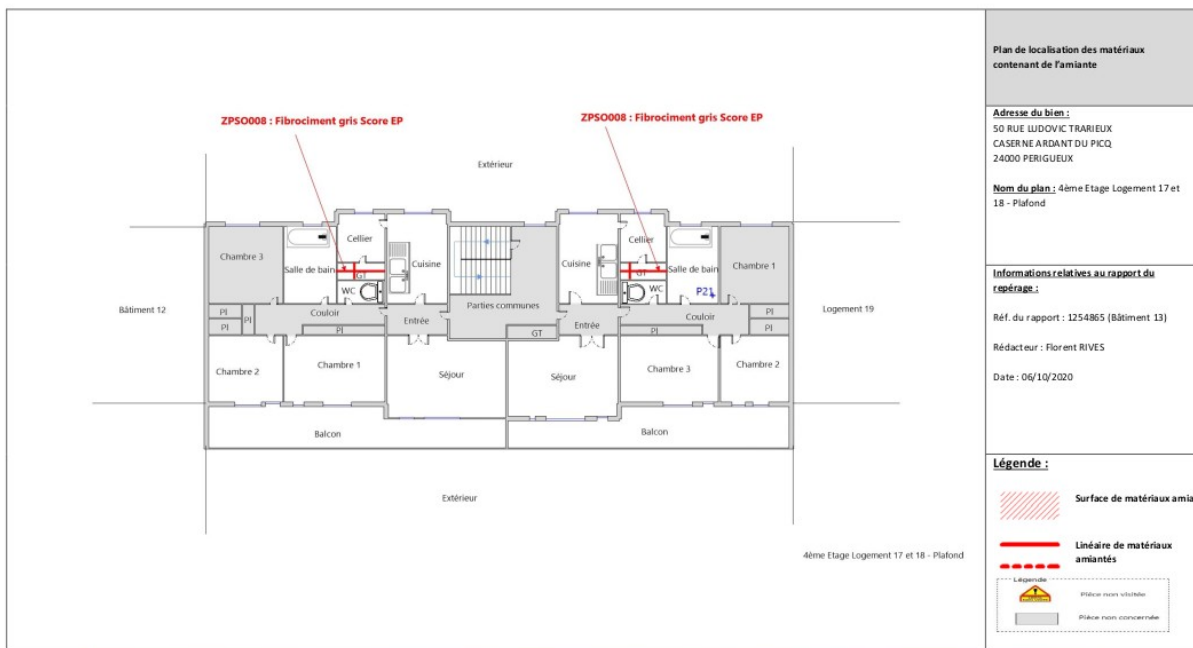 ZPSO008 : Fibrociment gris Score EP
ZPSO008 : Fibrociment gris Score EP
Extérieur
Chambre 3
Salle de bain
Cellier
GT
WC
Cuisine
Parties communes
Cuisine
Cellier
GT
WC
Salle de bain
P21
Chambre 1
Bâtiment 12
Logement 19
PI
PI
PI
Couloir
PI
Entrée
GT
Entrée
Couloir
PI
PI
PI
Chambre 2
Chambre 1
Séjour
Séjour
Chambre 3
Chambre 2
Balcon
Balcon
Extérieur
4ème Etage Logement 17 et 18 - Plafond
Plan de localisation des matériaux
contenant de l'amiante
Adresse du bien :
50 RUE LUDOVIC TRARIEUX
CASERNE ARDANT DU PICQ
24000 PERIGUEUX
Nom du plan : 4ème Etage Logement 17 et
18 - Plafond
Informations relatives au rapport du
repérage :
Réf. du rapport : 1254865 (Bâtiment 13)
Rédacteur : Florent RIVES
Date : 06/10/2020
Légende :
Surface de matériaux amia
Linéaire de matériaux
amiantés
Légende
Pièce non visitée
Pièce non concernée